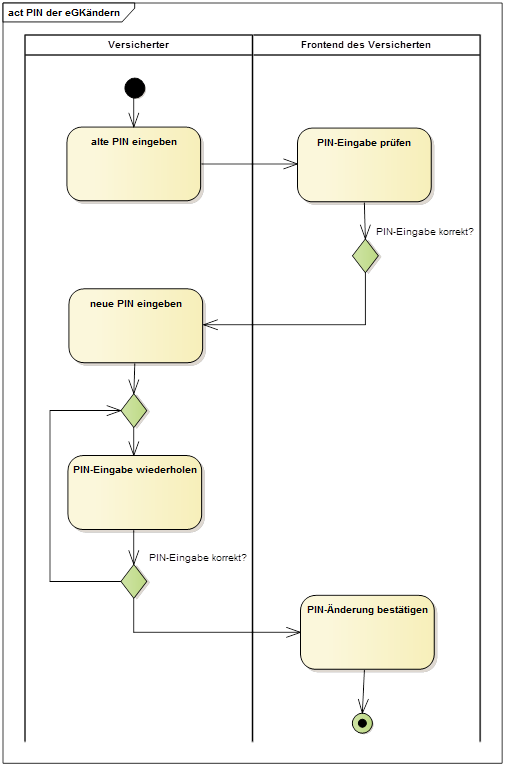 act PIN der eGKändern
Versicherter
Frontend des Versicherten
alte PIN eingeben
PIN-Eingabe prüfen
PIN-Eingabe korrekt?
neue PIN eingeben
PIN-Eingabe wiederholen
PIN-Eingabe korrekt?
PIN-Änderung bestätigen